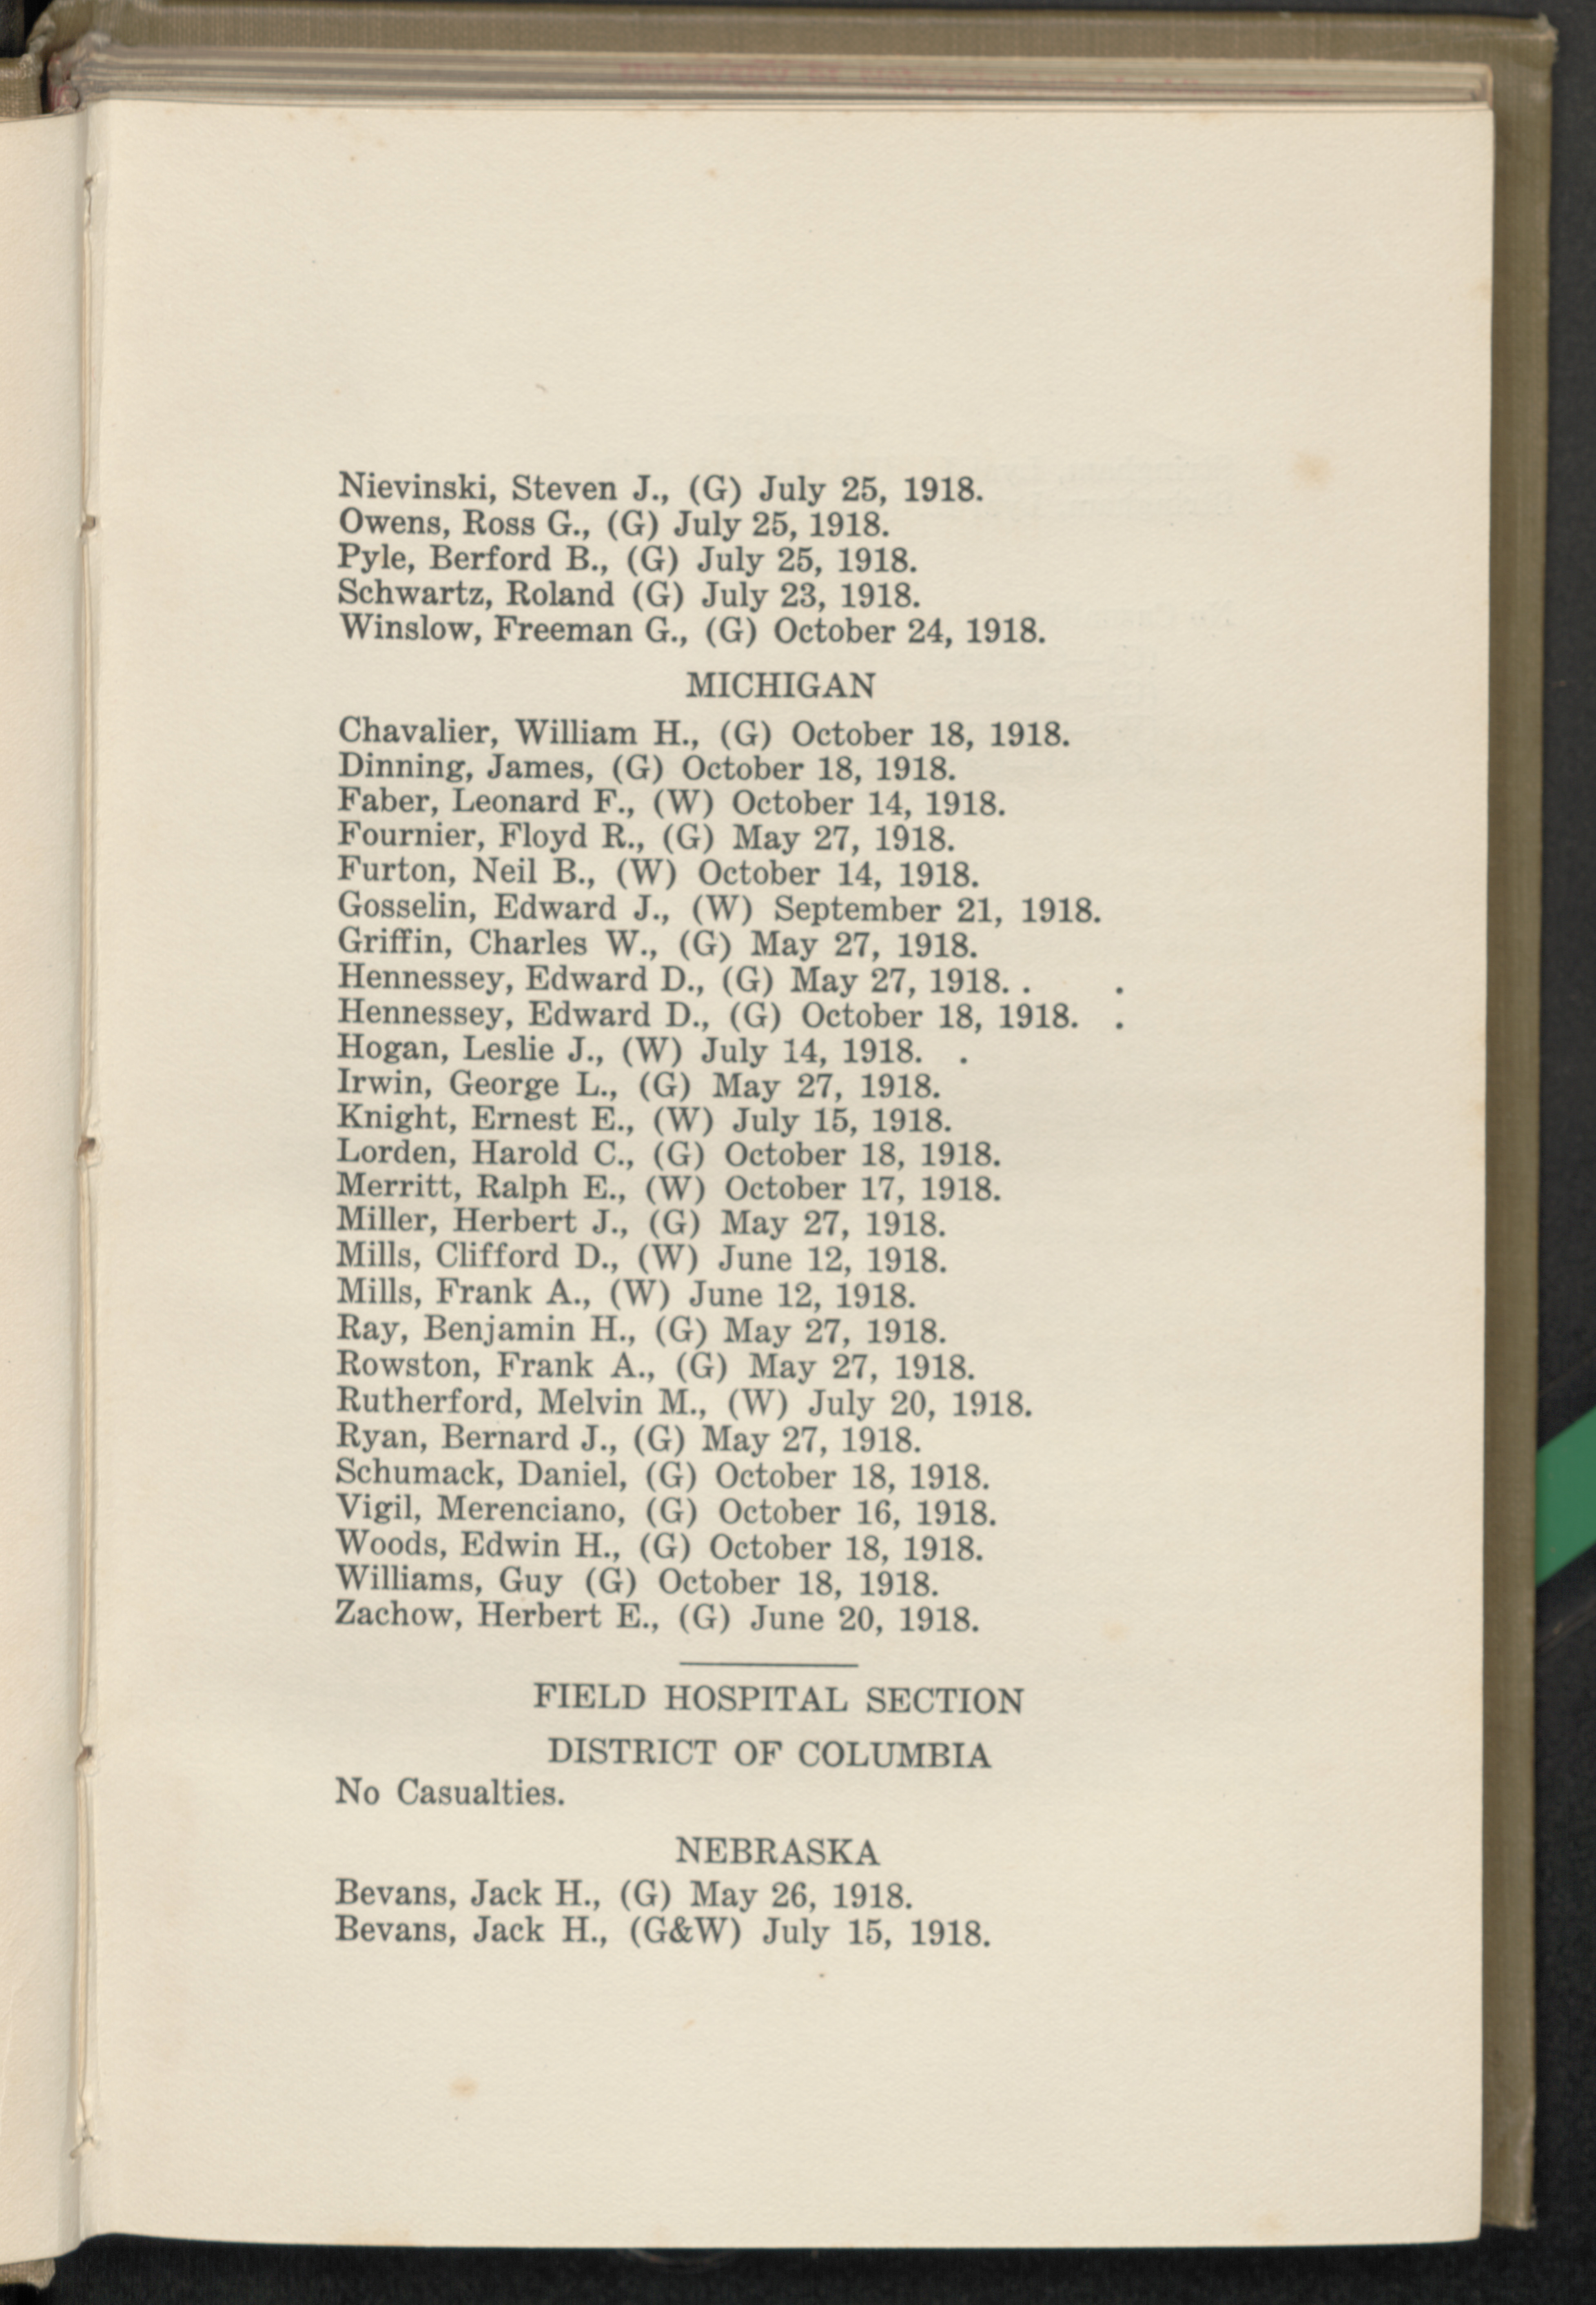 Nievinski, Steven J., (G) July 25, 1918.
Owens, Ross G., (G) July 25, 1918.
Pyle, Berford B., (G) July 25, 1918.
Schwartz, Roland (G) July 23, 1918.
Winslow, Freeman G., (G) October 24, 1918.
MICHIGAN
Chavalier, William H., (G) October 18, 1918.
Dinning, James, (G) October 18, 1918.
Faber, Leonard F., (W) October 14, 1918.
Fournier, Floyd R., (G) May 27, 1918.
Furton, Neil B., (W) October 14, 1918.
Gosselin, Edward J., (W) September 21, 1918.
Griffin, Charles W., (G) May 27, 1918.
Hennessey, Edward D., (G) May 27, 1918. . .
Hennessey, Edward D., (G) October 18, 1918. .
Hogan, Leslie J., (W) July 14, 1918. .
Irwin, George L., (G) May 27, 1918.
Knight, Ernest E., (W) July 15, 1918.
Lorden, Harold C., (G) October 18, 1918.
Merritt, Ralph E., (W) October 17, 1918.
Miller, Herbert J., (G) May 27, 1918.
Mills, Clifford D., (W) June 12, 1918.
Mills, Frank A., (W) June 12, 1918.
Ray, Benjamin H., (G) May 27, 1918.
Rowston, Frank A., (G) May 27, 1918.
Rutherford, Melvin M., (W) July 20, 1918.
Ryan, Bernard J., (G) May 27, 1918.
Schumack, Daniel, (G) October 18, 1918.
Vigil, Merenciano, (G) October 16, 1918.
Woods, Edwin H., (G) October 18, 1918.
Williams, Guy (G) October 18, 1918.
Zachow, Herbert E., (G) June 20, 1918.
FIELD HOSPITAL SECTION
DISTRICT OF COLUMBIA
No Casualties.
NEBRASKA
Bevans, Jack H., (G) May 26, 1918.
Bevans, Jack H., (G&W) July 15, 1918.